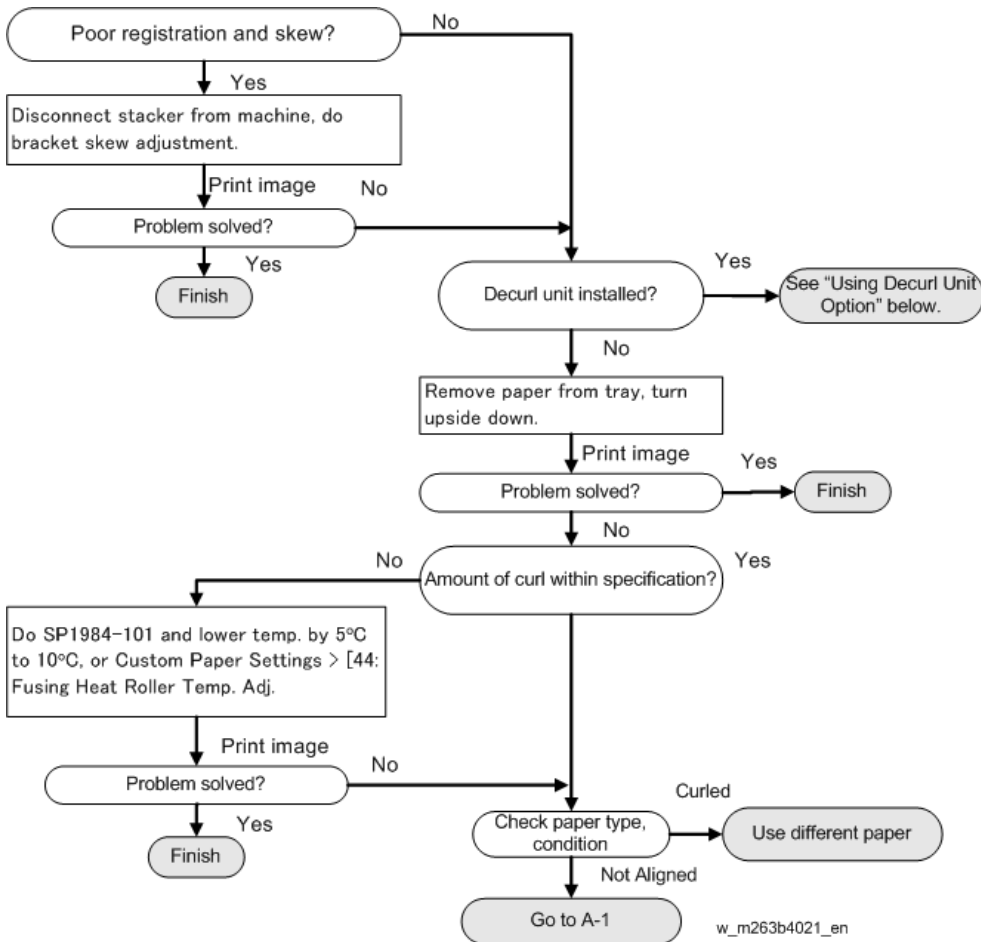 Poor registration and skew?
No
Yes
Disconnect stacker from machine, do
bracket skew adjustment.
Print image
No
Problem solved?
Yes
Finish
Decurl unit installed?
Yes
See “Using Decurl Unit
Option” below.
No
Remove paper from tray, turn
upside down.
Print image
Problem solved?
Yes
Finish
No
Amount of curl within specification?
No
Yes
Do SP1984-101 and lower temp. by 5°C
to 10°C, or Custom Paper Settings > [44:
Fusing Heat Roller Temp. Adj.
Print image
Problem solved?
No
Yes
Finish
Check paper type,
condition
Curled
Use different paper
Not Aligned
Go to A-1
w_m263b4021_en